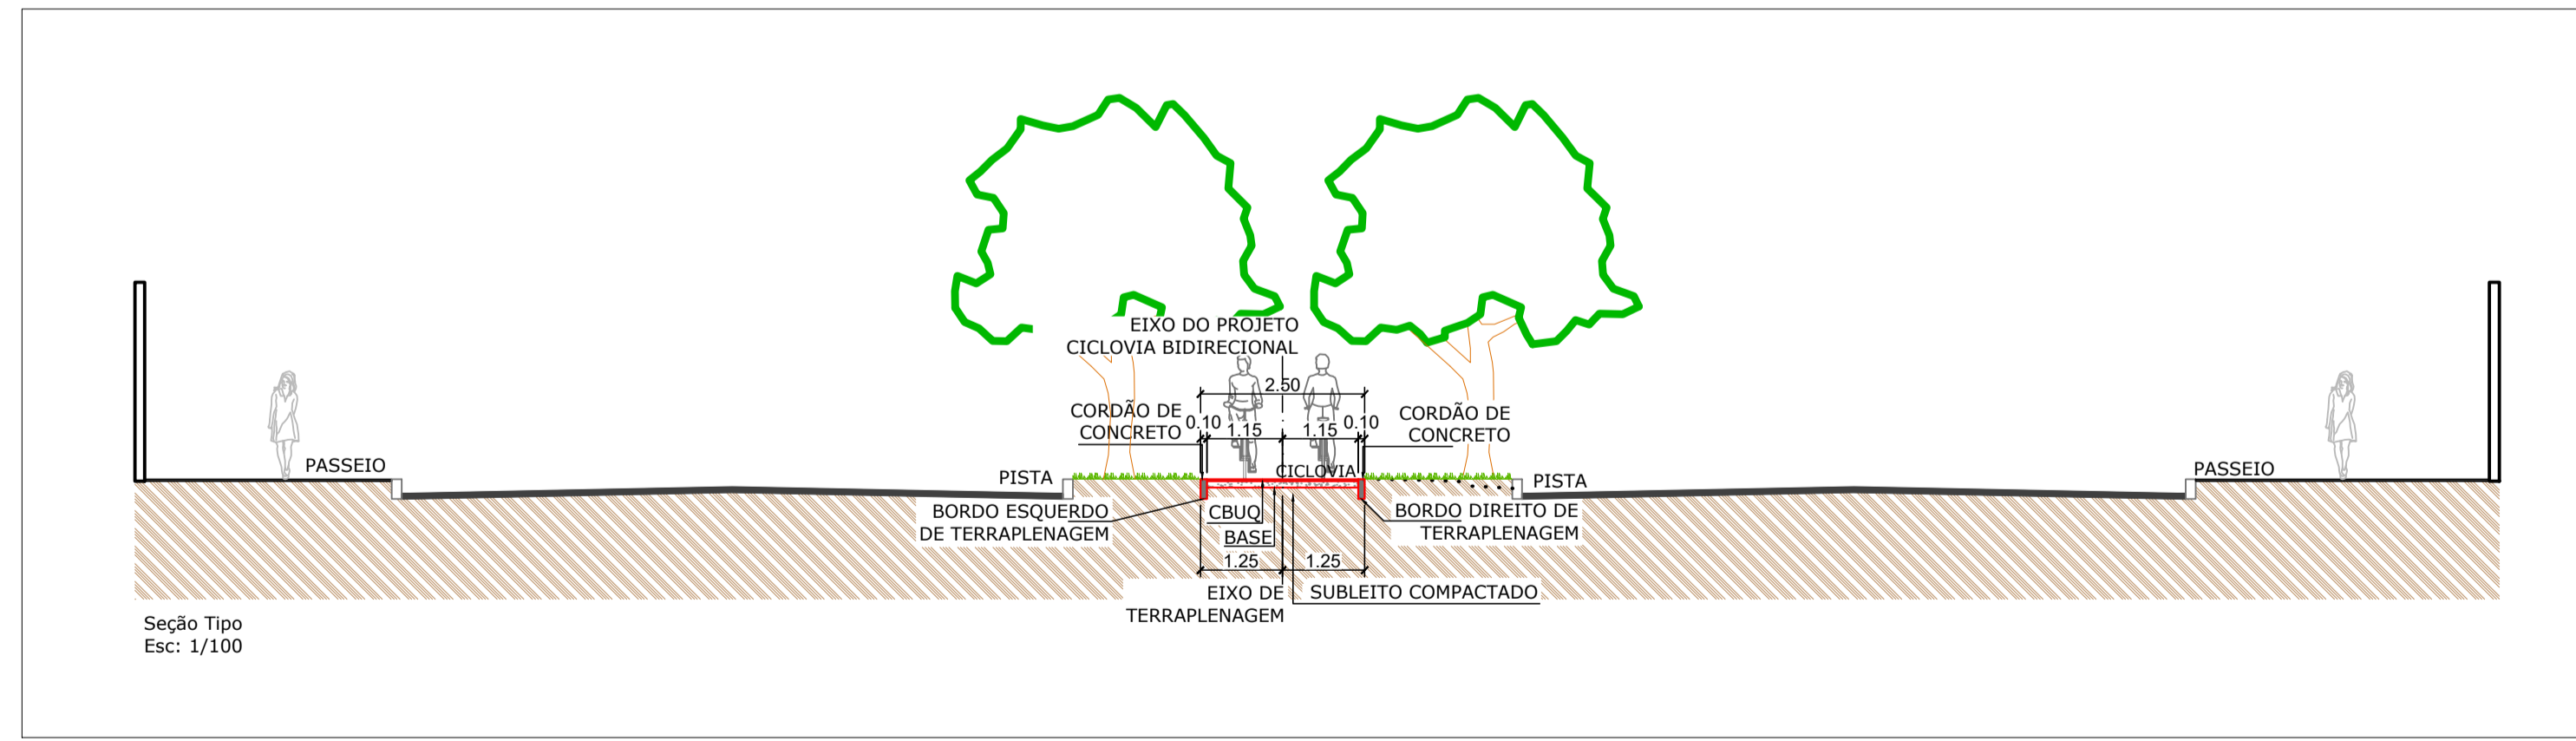 EIXO DO PROJETO
CICLOVIA BIDIRECIONAL
2.50
CORDÃO DE
CONCRETO
0.10
1.15
1.15
0.10
CORDÃO DE
CONCRETO
PASSEIO
PISTA
CICLOVIA
PISTA
PASSEIO
BORDO ESQUERDO
DE TERRAPLENAGEM
CBUQ
BASE
BORDO DIREITO DE
TERRAPLENAGEM
1.25
1.25
EIXO DE
TERRAPLENAGEM
SUBLEITO COMPACTADO
Seção Tipo
Esc: 1/100